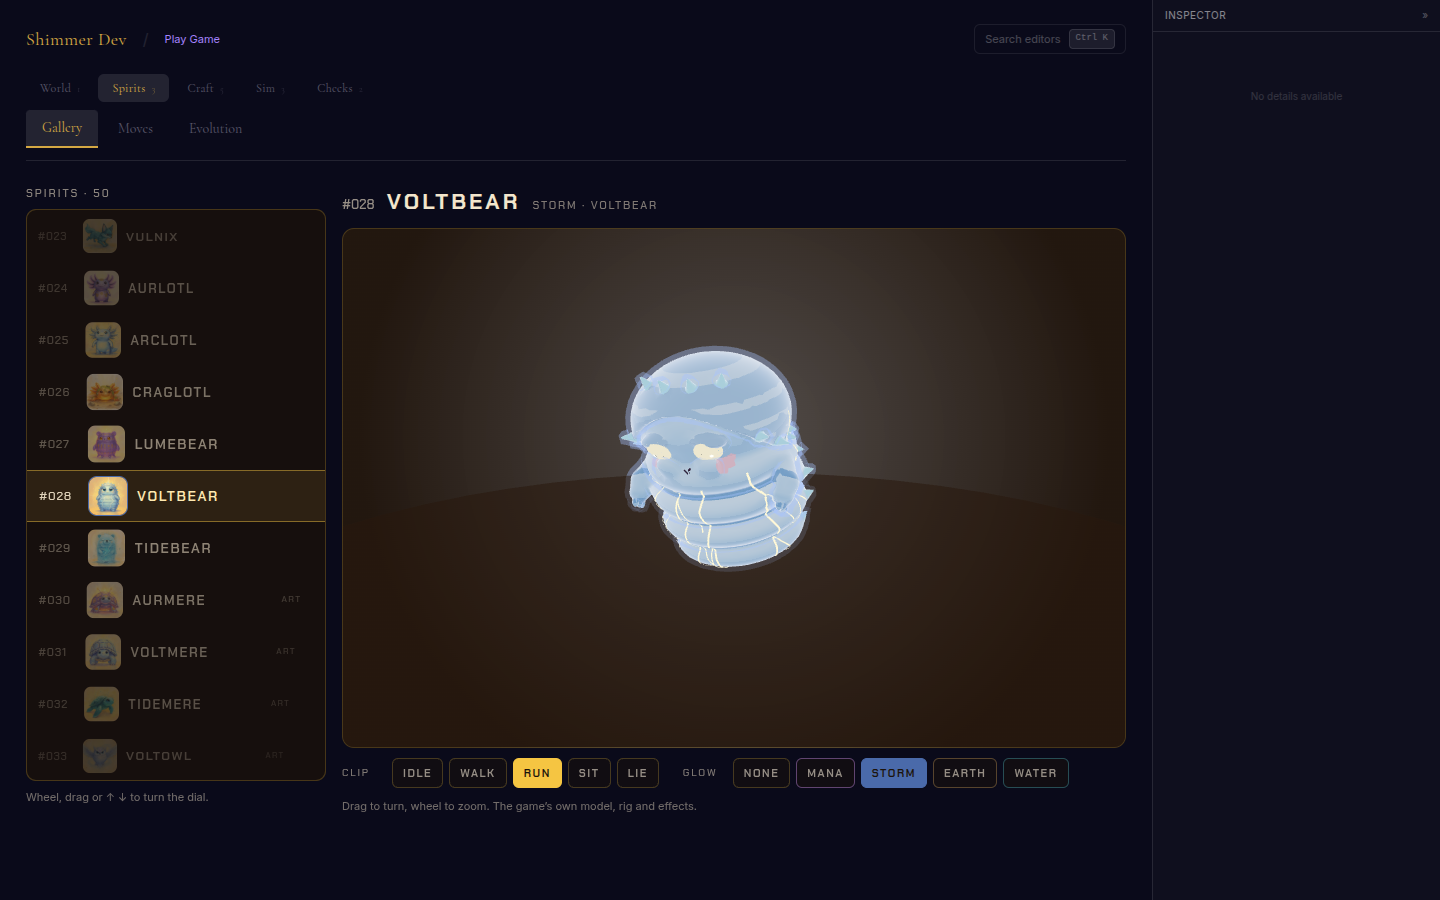 Shimmer Dev / Play Game
Search editors Ctrl K
World Spirits Craft Sim Checks
Gallery Moves Evolution
SPIRITS · 50
#023 VULNIX
#024 AURLOTL
#025 ARCLOTL
#026 CRAGLOTL
#027 LUMEBEAR
#028 VOLTBEAR
#029 TIDEBEAR
#030 AURMERE ART
#031 VOLTMERE ART
#032 TIDEMERE ART
#033 VOLTOWL ART
Wheel, drag or ↑ ↓ to turn the dial.
#028 VOLTBEAR STORM · VOLTBEAR
CLIP IDLE WALK RUN SIT LIE GLOW NONE MANA STORM EARTH WATER
Drag to turn, wheel to zoom. The game's own model, rig and effects.
INSPECTOR »
No details available